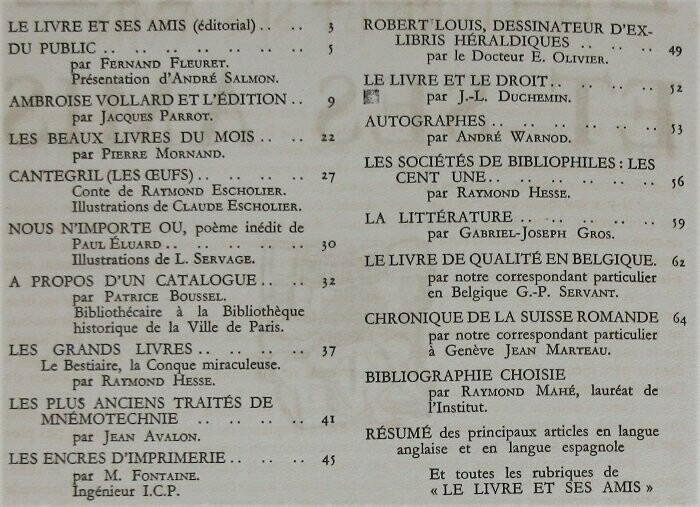 LE LIVRE ET SES AMIS (éditorial) .. 3
DU PUBLIC .. .. .. .. .. .. 5
par FERNAND FLEURET.
Présentation d'ANDRÉ SALMON.
AMBROISE VOLLARD ET L'ÉDITION .. 9
par JACQUES PARROT.
LES BEAUX LIVRES DU MOIS .. .. 22
par PIERRE MORNAND.
CANTEGRIL (LES ŒUFS) .. .. .. .. 27
Conte de RAYMOND ESCHOLIER.
Illustrations de CLAUDE ESCHOLIER.
NOUS N'IMPORTE OU, poème inédit de
PAUL ÉLUARD .. .. .. .. .. 30
Illustrations de L. SERVAGE.
A PROPOS D'UN CATALOGUE .. .. 32
par PATRICE BOUSSEL.
Bibliothécaire à la Bibliothèque
historique de la Ville de Paris.
LES GRANDS LIVRES .. .. .. .. 37
Le Bestiaire, la Conque miraculeuse.
par RAYMOND HESSE.
LES PLUS ANCIENS TRAITÉS DE
MNÉMOTECHNIE .. .. .. .. 41
par JEAN AVALON.
LES ENCRES D'IMPRIMERIE .. .. .. 45
par M. FONTAINE.
Ingénieur I.C.P.
ROBERT LOUIS, DESSINATEUR D'EX-
LIBRIS HÉRALDIQUES .. .. .. .. 49
par le Docteur E. OLIVIER.
LE LIVRE ET LE DROIT .. .. .. .. 52
par J.-L. DUCHEMIN.
AUTOGRAPHES .. .. .. .. .. .. 53
par ANDRÉ WARNOD.
LES SOCIÉTÉS DE BIBLIOPHILES : LES
CENT UNE .. .. .. .. .. .. 56
par RAYMOND HESSE.
LA LITTÉRATURE .. .. .. .. .. 59
par GABRIEL-JOSEPH GROS.
LE LIVRE DE QUALITÉ EN BELGIQUE. 62
par notre correspondant particulier
en Belgique G.-P. SERVANT.
CHRONIQUE DE LA SUISSE ROMANDE 64
par notre correspondant particulier
à Genève JEAN MARTEAU.
BIBLIOGRAPHIE CHOISIE
par RAYMOND MAHÉ, lauréat de
l'Institut.
RÉSUMÉ des principaux articles en langue
anglaise et en langue espagnole
Et toutes les rubriques de
« LE LIVRE ET SES AMIS »